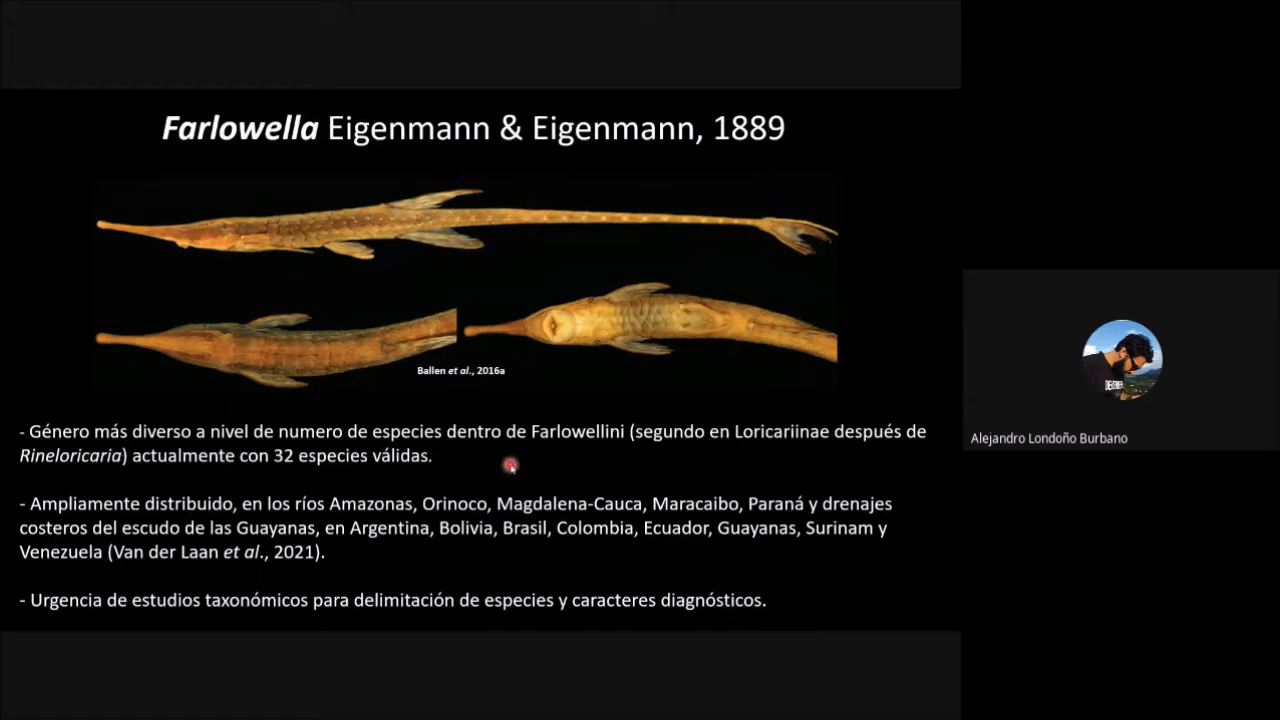 Farlowella Eigenmann & Eigenmann, 1889
Ballen et al., 2016a
- Género más diverso a nivel de numero de especies dentro de Farlowellini (segundo en Loricariinae después de
Rineloricaria) actualmente con 32 especies válidas.
- Ampliamente distribuido, en los ríos Amazonas, Orinoco, Magdalena-Cauca, Maracaibo, Paraná y drenajes
costeros del escudo de las Guayanas, en Argentina, Bolivia, Brasil, Colombia, Ecuador, Guayanas, Surinam y
Venezuela (Van der Laan et al., 2021).
- Urgencia de estudios taxonómicos para delimitación de especies y caracteres diagnósticos.
Alejandro Londoño Burbano